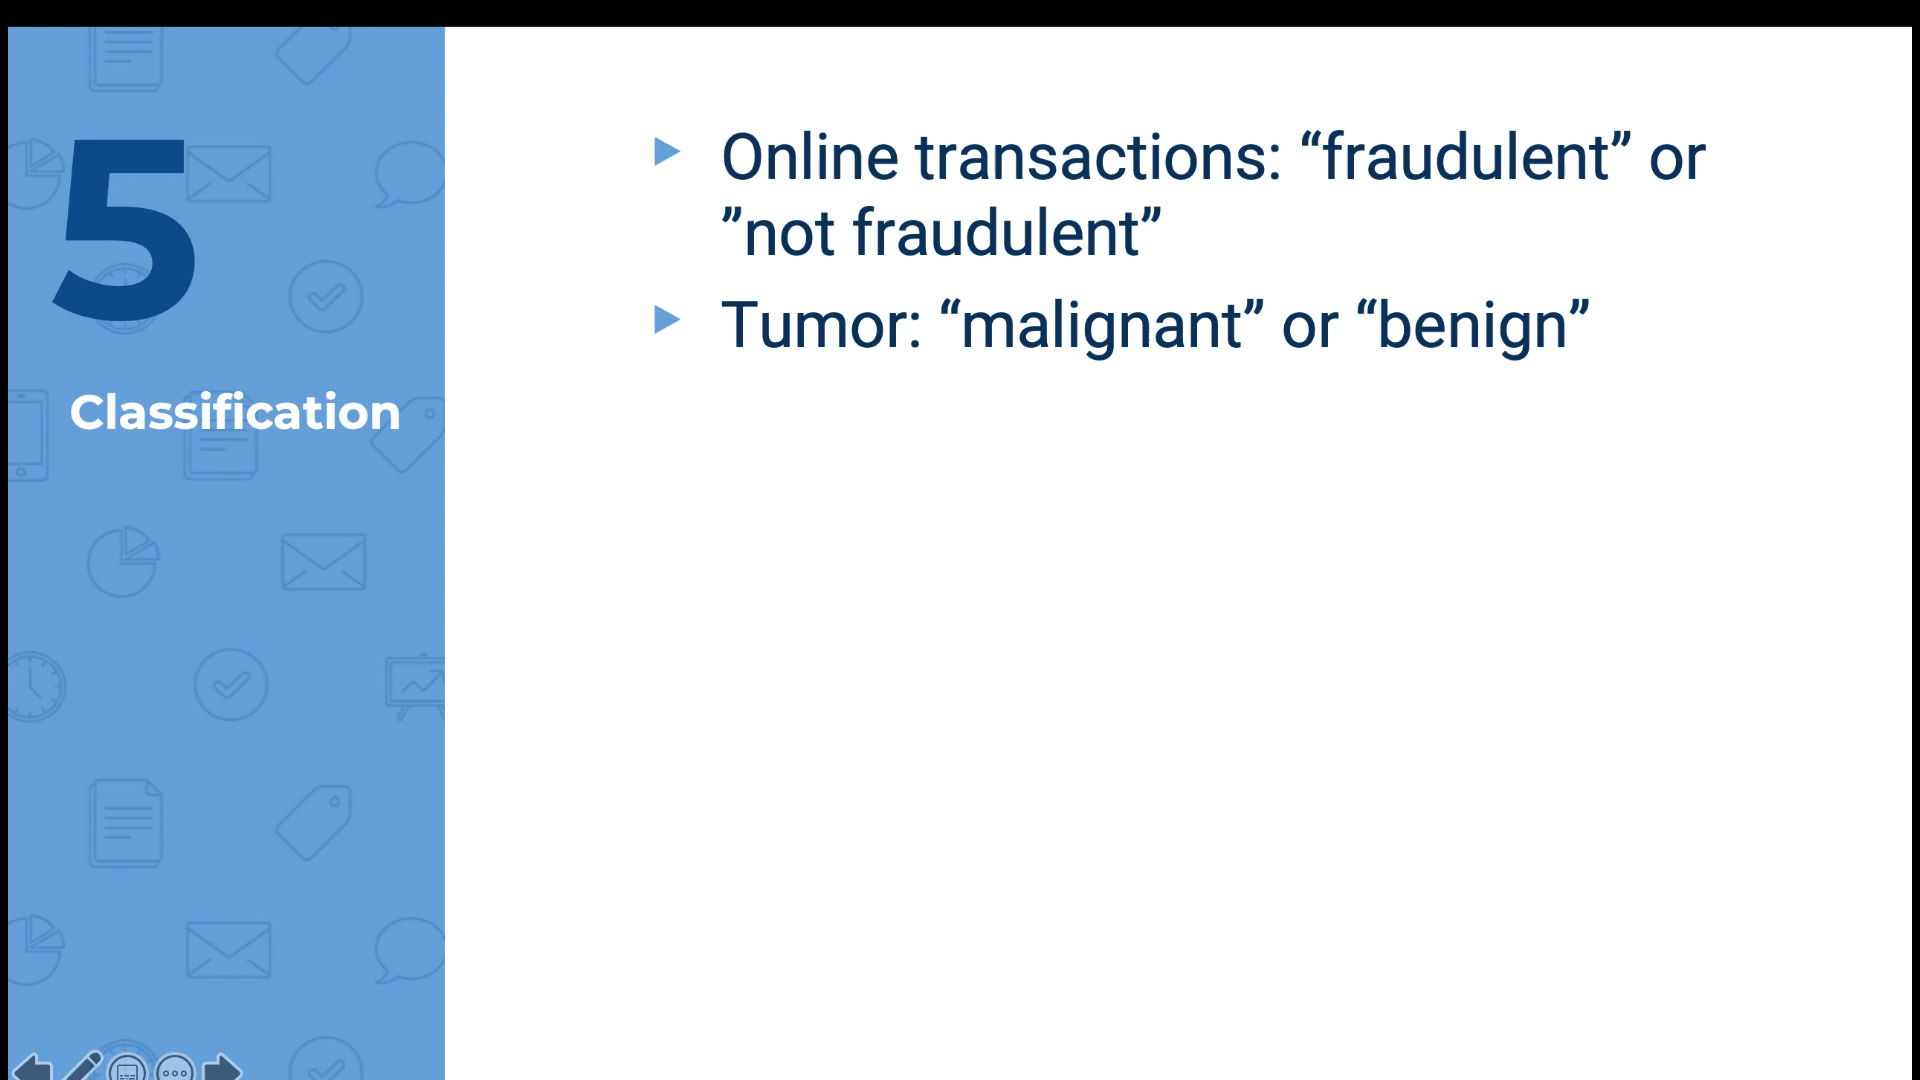 5
Classification
Online transactions: “fraudulent” or
”not fraudulent”
Tumor: “malignant” or “benign”